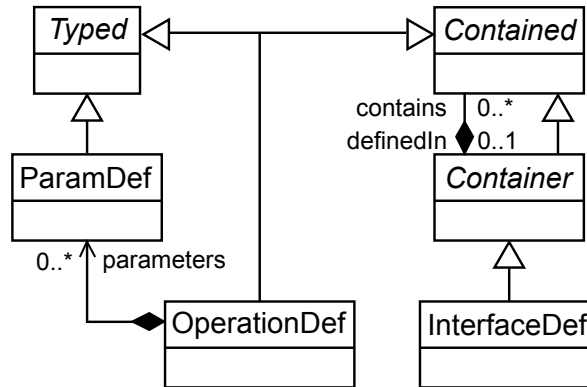 Typed
Contained
contains 0..*
definedIn 0..1
ParamDef
Container
0..* parameters
OperationDef
InterfaceDef